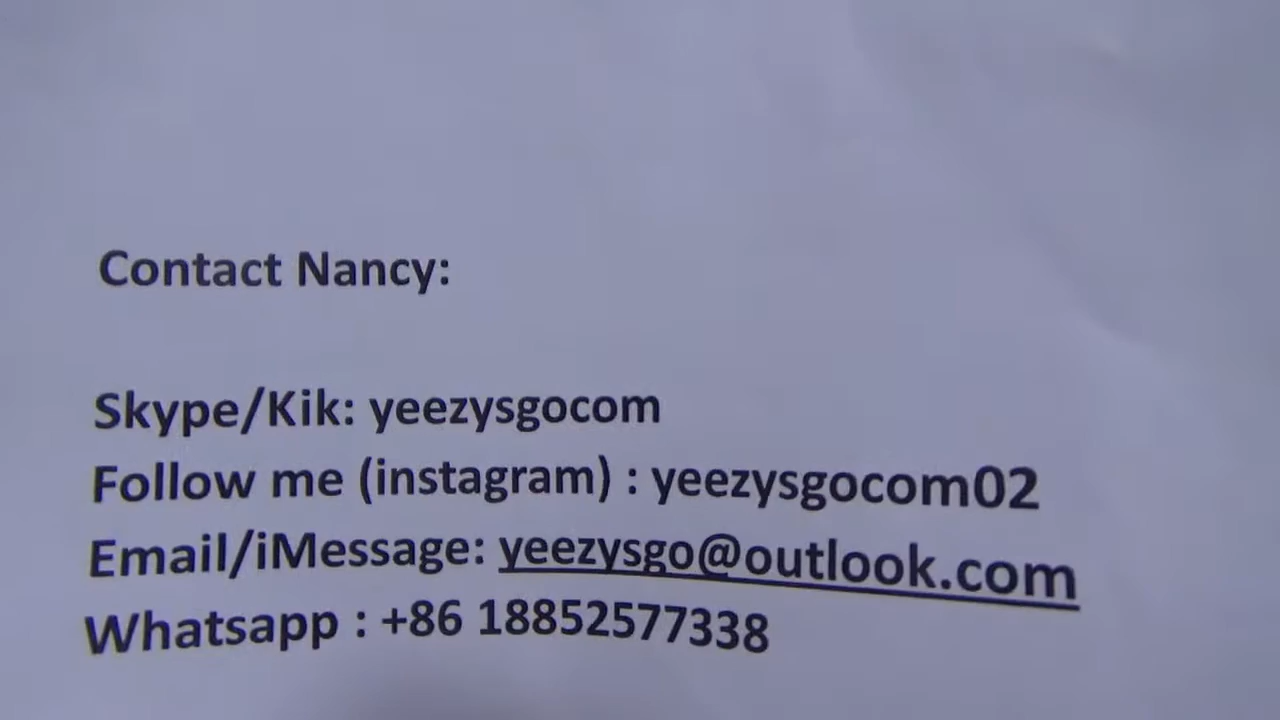 Contact Nancy:
Skype/Kik: yeezysgocom
Follow me (instagram) : yeezysgocom02
Email/iMessage: yeezysgo@outlook.com
Whatsapp : +86 18852577338